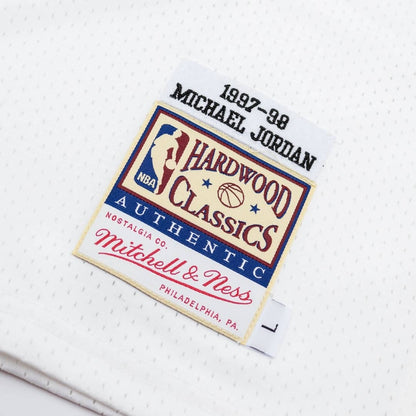 1997-98
MICHAEL JORDAN
NBA
HARDWOOD
CLASSICS
AUTHENTIC
NOSTALGIA CO.
Mitchell & Ness
PHILADELPHIA, PA.
L